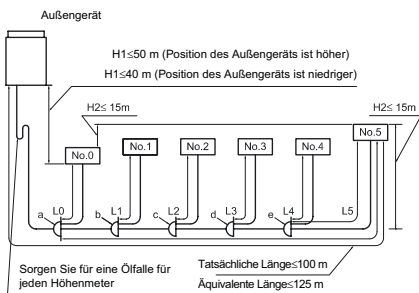 Außengerät
H1≤50 m (Position des Außengeräts ist höher)
H1≤40 m (Position des Außengeräts ist niedriger)
H2≤ 15m
H2≤ 15m
No.0
No.1
No.2
No.3
No.4
No.5
a
L0
b
L1
c
L2
d
L3
e
L4
L5
Sorgen Sie für eine Ölfalle für
jeden Höhenmeter
Tatsächliche Länge≤100 m
Äquivalente Länge≤125 m